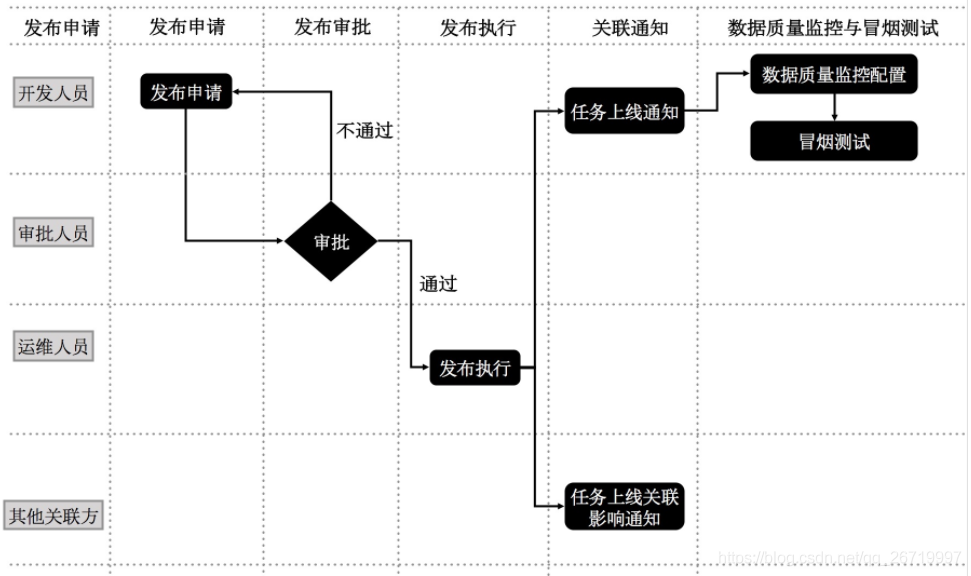 发布申请
发布申请
发布审批
发布执行
关联通知
数据质量监控与冒烟测试
开发人员
发布申请
不通过
任务上线通知
数据质量监控配置
冒烟测试
审批人员
审批
通过
运维人员
发布执行
其他关联方
任务上线关联
影响通知
https://blog.csdn.net/qn_26719997